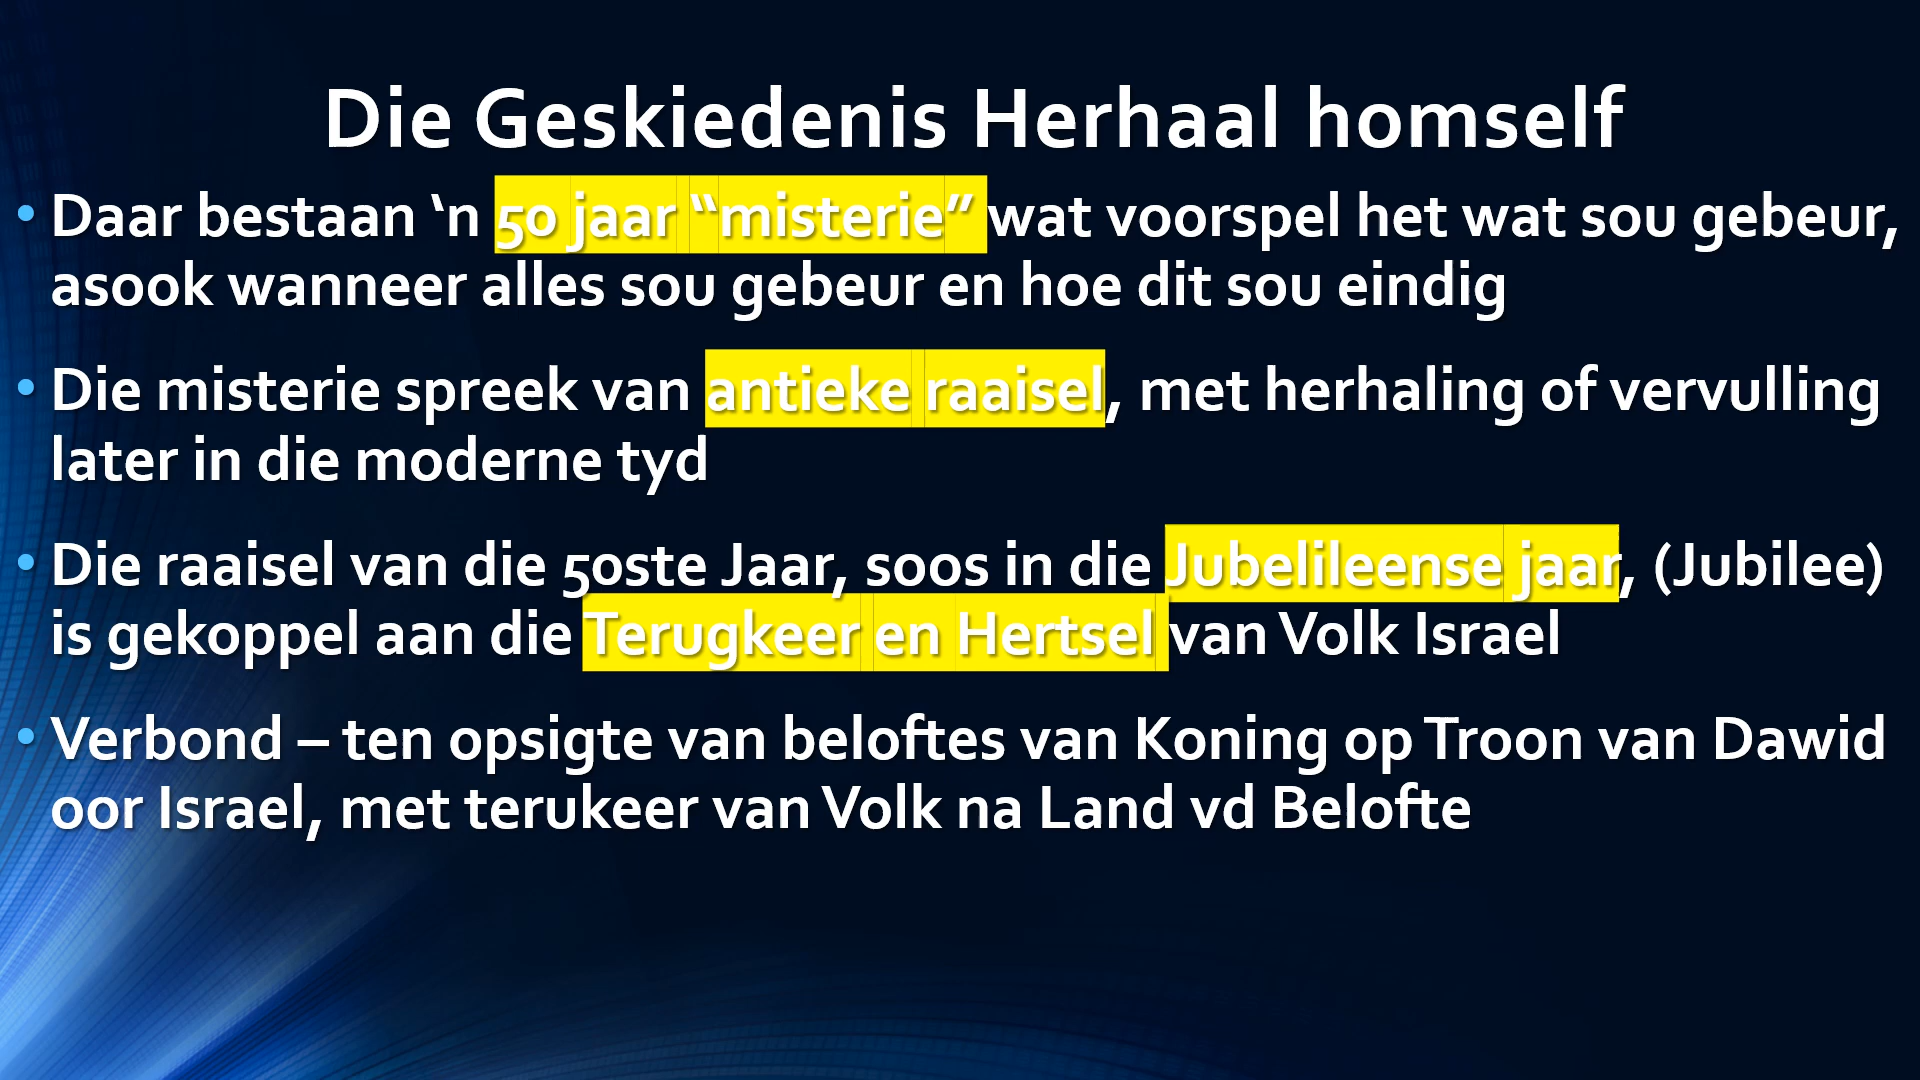 Die Geskiedenis Herhaal homself
• Daar bestaan ‘n 50 jaar “misterie” wat voorspel het wat sou gebeur,
asook wanneer alles sou gebeur en hoe dit sou eindig
• Die misterie spreek van antieke raaisel, met herhaling of vervulling
later in die moderne tyd
• Die raaisel van die 50ste Jaar, soos in die Jubelileense jaar, (Jubilee)
is gekoppel aan die Terugkeer en Hertsel van Volk Israel
• Verbond – ten opsigte van beloftes van Koning op Troon van Dawid
oor Israel, met terukeer van Volk na Land vd Belofte